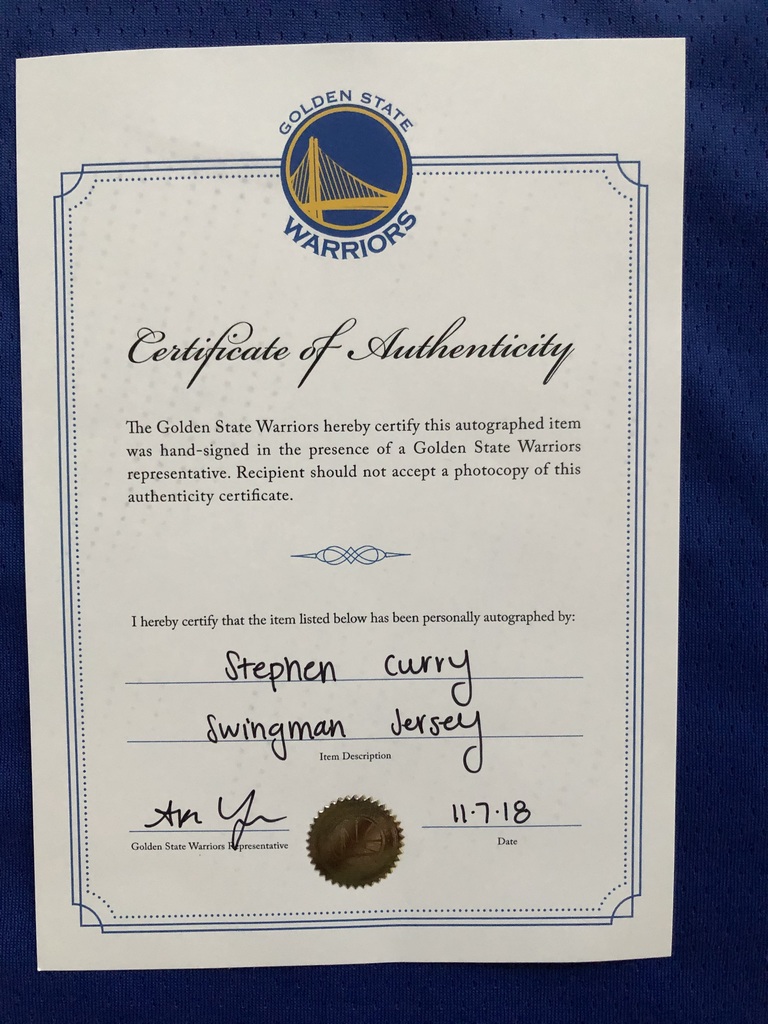 GOLDEN STATE
WARRIORS
Certificate of Authenticity
The Golden State Warriors hereby certify this autographed item
was hand-signed in the presence of a Golden State Warriors
representative. Recipient should not accept a photocopy of this
authenticity certificate.
I hereby certify that the item listed below has been personally autographed by:
Stephen Curry
Swingman Jersey
Item Description
11.7.18
Golden State Warriors Representative
Date